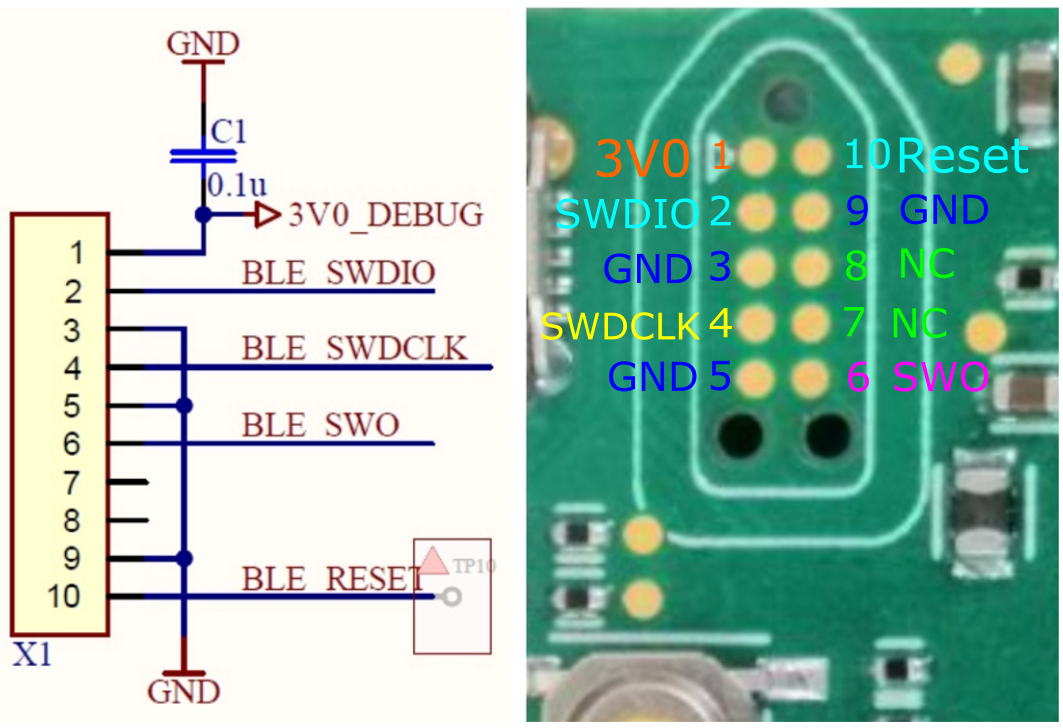 GND
C1
0.1u
3V0_DEBUG
1
BLE_SWDIO
2
3
BLE_SWDCLK
4
5
BLE_SWO
6
7
8
9
BLE_RESET
TP10
10
X1
GND
3V0 1 10 Reset
SWDIO 2 9 GND
GND 3 8 NC
SWDCLK 4 7 NC
GND 5 6 SWO